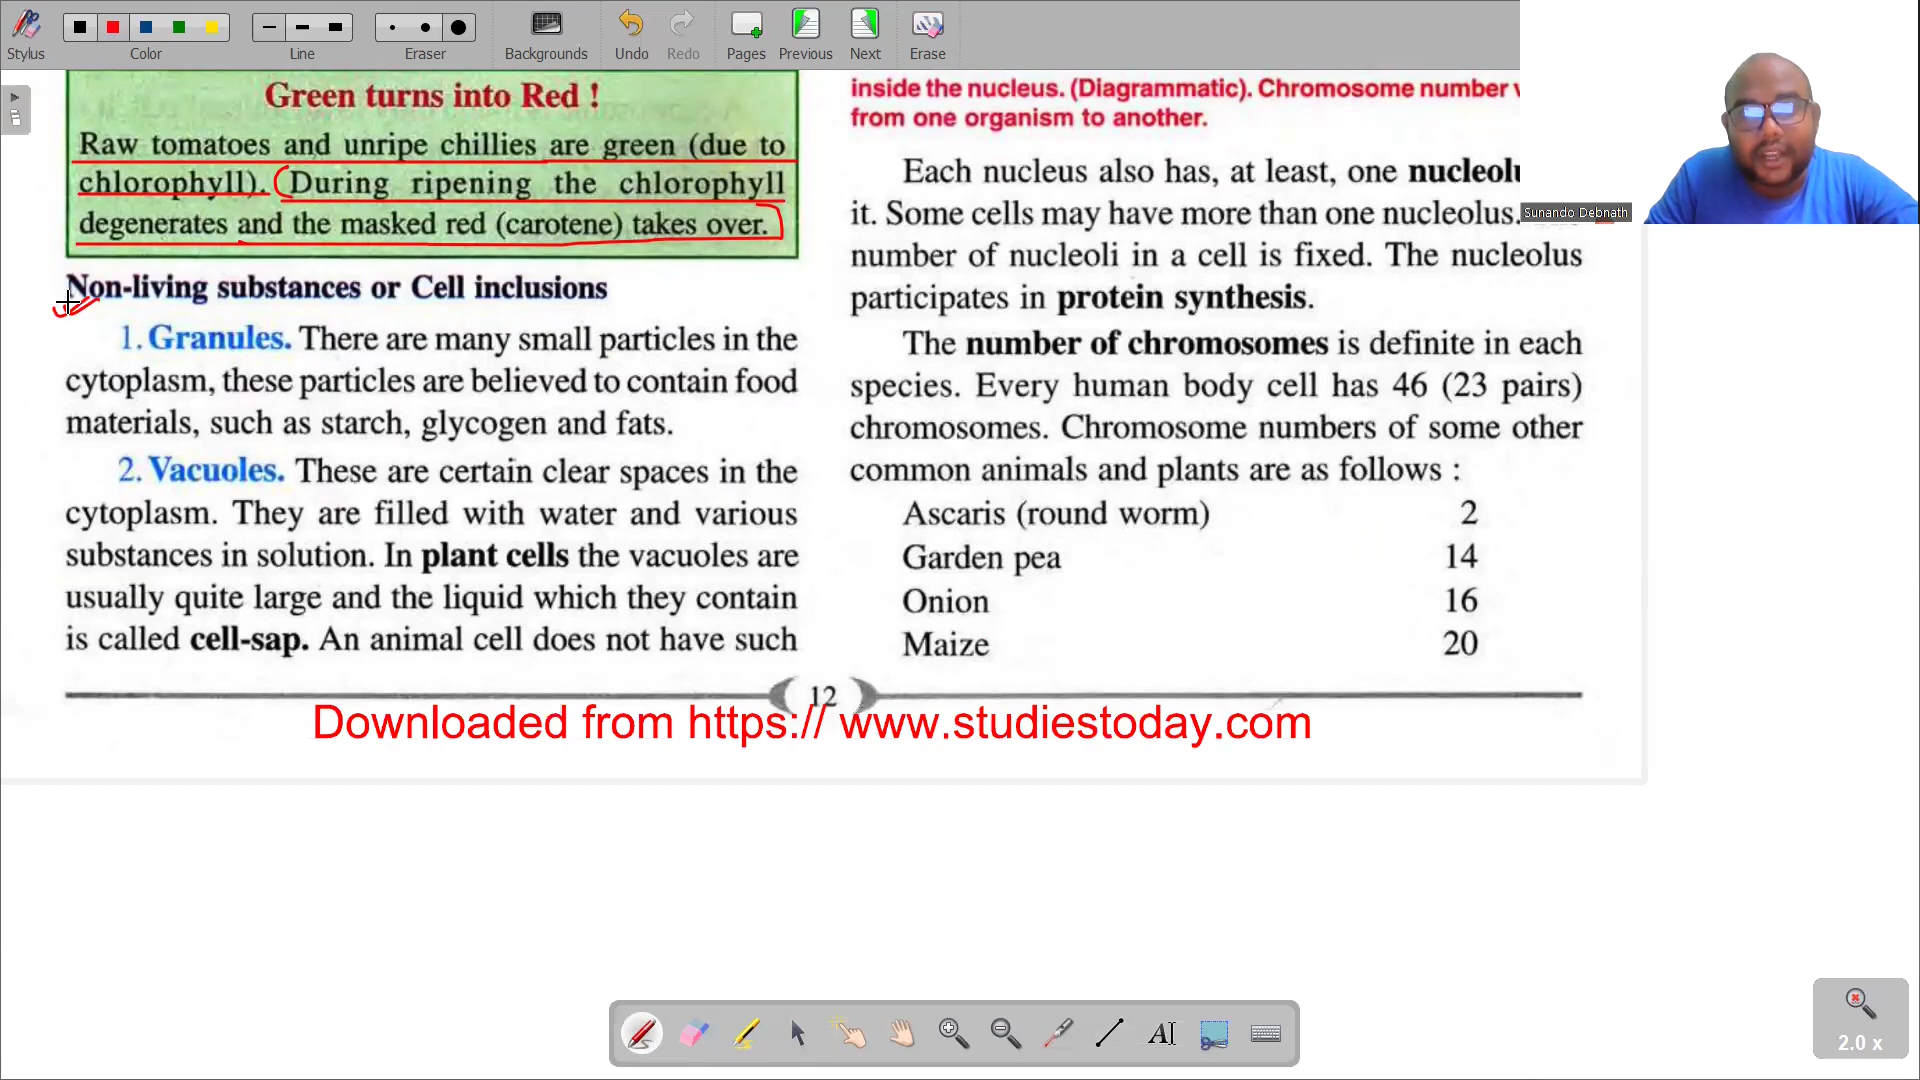 Stylus
Color
Line
Eraser
Backgrounds
Undo
Redo
Pages
Previous
Next
Erase
Green turns into Red !
Raw tomatoes and unripe chillies are green (due to
chlorophyll). During ripening the chlorophyll
degenerates and the masked red (carotene) takes over.
Non-living substances or Cell inclusions
1. Granules. There are many small particles in the
cytoplasm, these particles are believed to contain food
materials, such as starch, glycogen and fats.
2. Vacuoles. These are certain clear spaces in the
cytoplasm. They are filled with water and various
substances in solution. In plant cells the vacuoles are
usually quite large and the liquid which they contain
is called cell-sap. An animal cell does not have such
inside the nucleus. (Diagrammatic). Chromosome number
from one organism to another.
Each nucleus also has, at least, one
it. Some cells may have more than one nucleolus.
number of nucleoli in a cell is fixed. The nucleolus
participates in protein synthesis.
The number of chromosomes is definite in each
species. Every human body cell has 46 (23 pairs)
chromosomes. Chromosome numbers of some other
common animals and plants are as follows :
Ascaris (round worm) 2
Garden pea 14
Onion 16
Maize 20
12
Downloaded from https:// www.studiestoday.com
Sunando Debnath
2.0 x